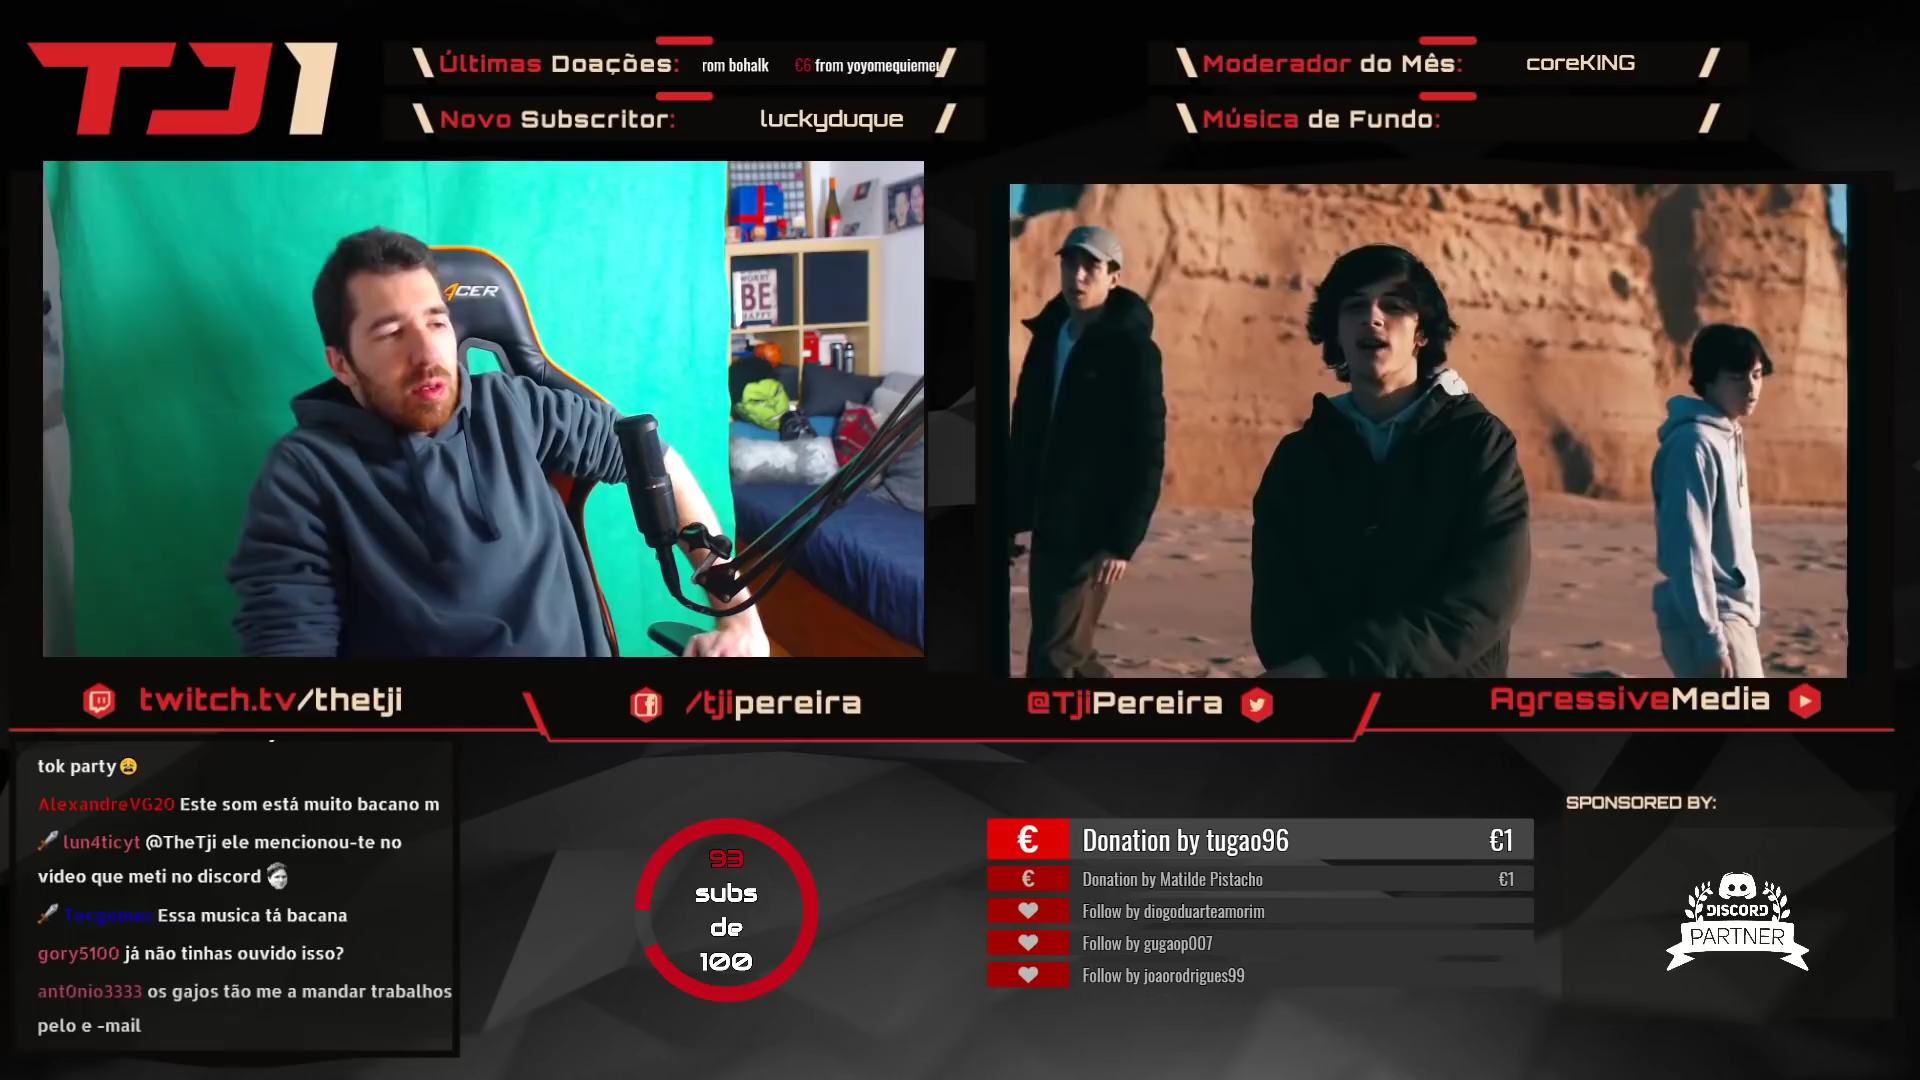 TJ1
Últimas Doações: rom bohalk €6 from yoyomequiemeu
Novo Subscritor: luckyduque
Moderador do Mês: coreKING
Música de Fundo:
ACER
WORRY
BE
HAPPY
twitch.tv/thetji
/tjipereira
@TjiPereira
AgressiveMedia
tok party
AlexandreVG20 Este som está muito bacano m
lun4ticyt @TheTji ele mencionou-te no
vídeo que meti no discord
Tecgomes Essa musica tá bacana
gory5100 já não tinhas ouvido isso?
ant0nio3333 os gajos tão me a mandar trabalhos
pelo e -mail
93
subs
de
100
€ Donation by tugao96 €1
€ Donation by Matilde Pistacho €1
Follow by diogoduarteamorim
Follow by gugaop007
Follow by joaorodrigues99
SPONSORED BY:
DISCORD
PARTNER